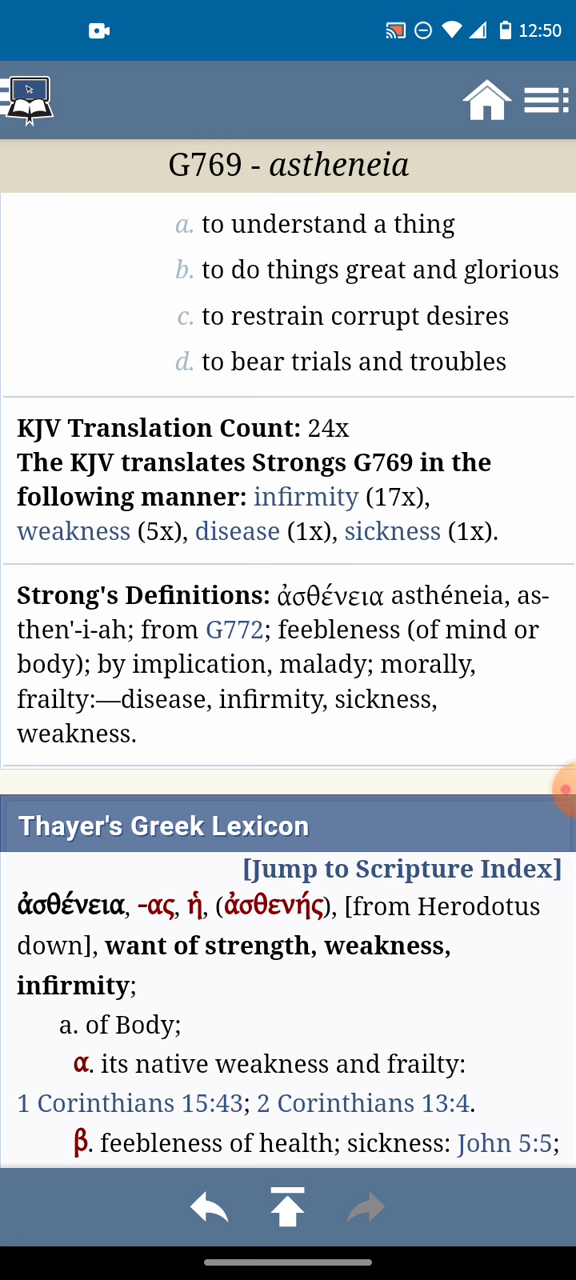 12:50
G769 - astheneia
a. to understand a thing
b. to do things great and glorious
c. to restrain corrupt desires
d. to bear trials and troubles
KJV Translation Count: 24x
The KJV translates Strongs G769 in the
following manner: infirmity (17x),
weakness (5x), disease (1x), sickness (1x).
Strong's Definitions: ἀσθένεια asthéneia, as-
then'-i-ah; from G772; feebleness (of mind or
body); by implication, malady; morally,
frailty:—disease, infirmity, sickness,
weakness.
Thayer's Greek Lexicon
[Jump to Scripture Index]
ἀσθένεια, -ας, ἡ, (ἀσθενής), [from Herodotus
down], want of strength, weakness,
infirmity;
a. of Body;
α. its native weakness and frailty:
1 Corinthians 15:43; 2 Corinthians 13:4.
β. feebleness of health; sickness: John 5:5;